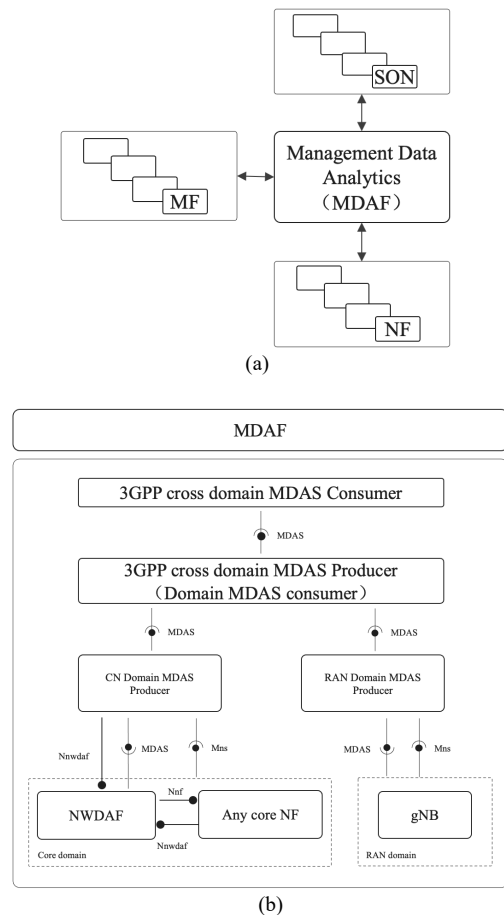 SON
Management Data
Analytics
（MDAF）
MF
NF
(a)
MDAF
3GPP cross domain MDAS Consumer
MDAS
3GPP cross domain MDAS Producer
（Domain MDAS consumer）
MDAS
MDAS
CN Domain MDAS
Producer
RAN Domain MDAS
Producer
Nnwdaf
MDAS
Mns
MDAS
Mns
NWDAF
Nnf
Nnwdaf
Any core NF
gNB
Core domain
RAN domain
(b)